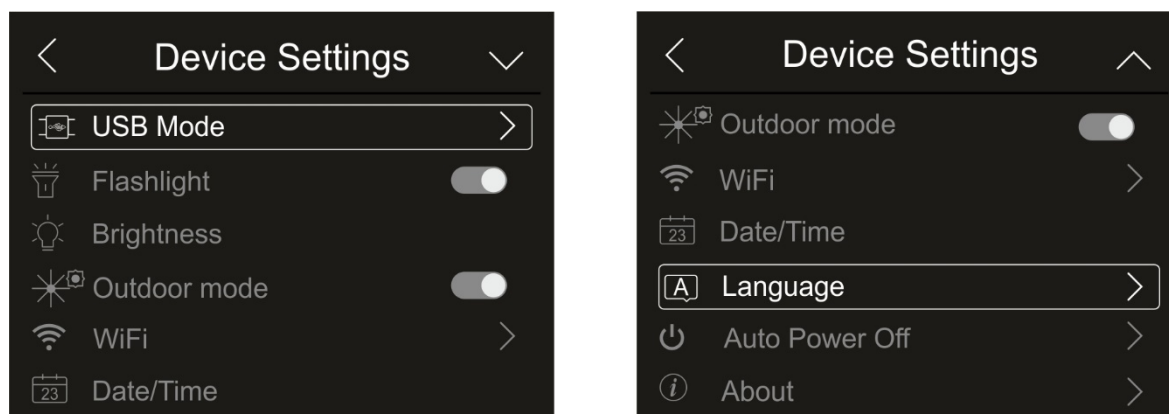 Device Settings
USB Mode
Flashlight
Brightness
Outdoor mode
WiFi
23 Date/Time
Device Settings
Outdoor mode
WiFi
23 Date/Time
A Language
Auto Power Off
i About